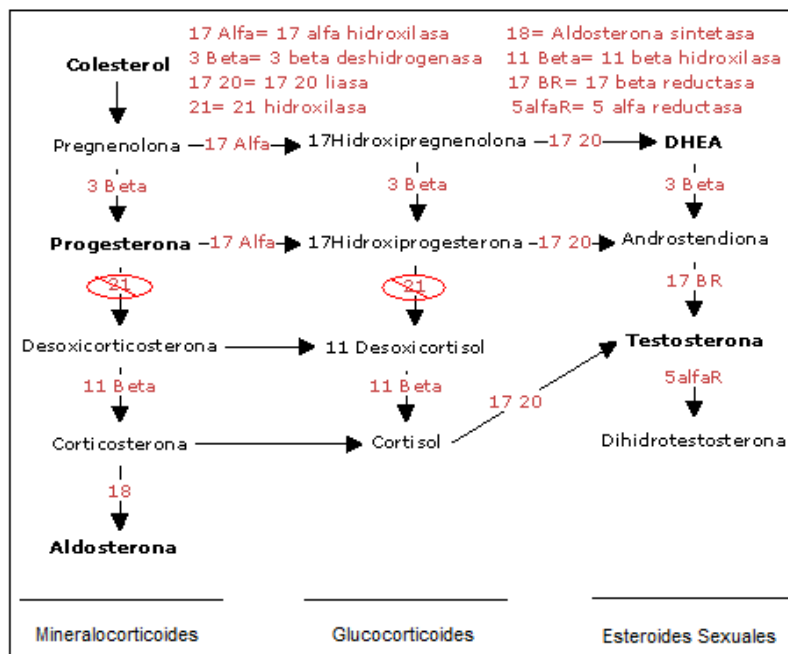 17 Alfa= 17 alfa hidroxilasa
18= Aldosterona sintetasa
3 Beta= 3 beta deshidrogenasa
11 Beta= 11 beta hidroxilasa
17 20= 17 20 liasa
17 BR= 17 beta reductasa
21= 21 hidroxilasa
5alfaR= 5 alfa reductasa
Colesterol
Pregnenolona 17 Alfa 17Hidroxipregnenolona 17 20 DHEA
3 Beta 3 Beta 3 Beta
Progesterona 17 Alfa 17Hidroxiprogesterona 17 20 Androstendiona
21 21 17 BR
Desoxicorticosterona 11 Desoxicortisol Testosterona
11 Beta 11 Beta 5alfaR
17 20
Corticosterona Cortisol Dihidrotestosterona
18
Aldosterona
Mineralocorticoides Glucocorticoides Esteroides Sexuales